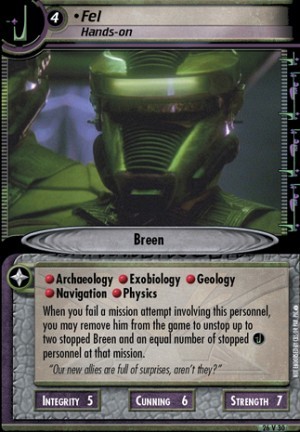 4 •Fel
Hands-on
Breen
Archaeology Exobiology Geology
Navigation Physics
When you fail a mission attempt involving this personnel,
you may remove him from the game to unstop up to
two stopped Breen and an equal number of stopped
personnel at that mission.
"Our new allies are full of surprises, aren't they?"
INTEGRITY 5 CUNNING 6 STRENGTH 7
26 V 30